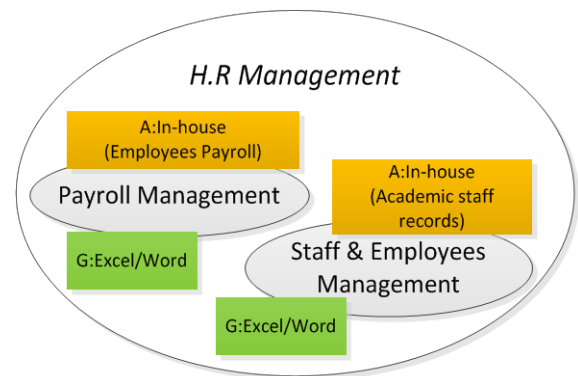 H.R Management
A:In-house
(Employees Payroll)
Payroll Management
G:Excel/Word
A:In-house
(Academic staff
records)
Staff & Employees
Management
G:Excel/Word